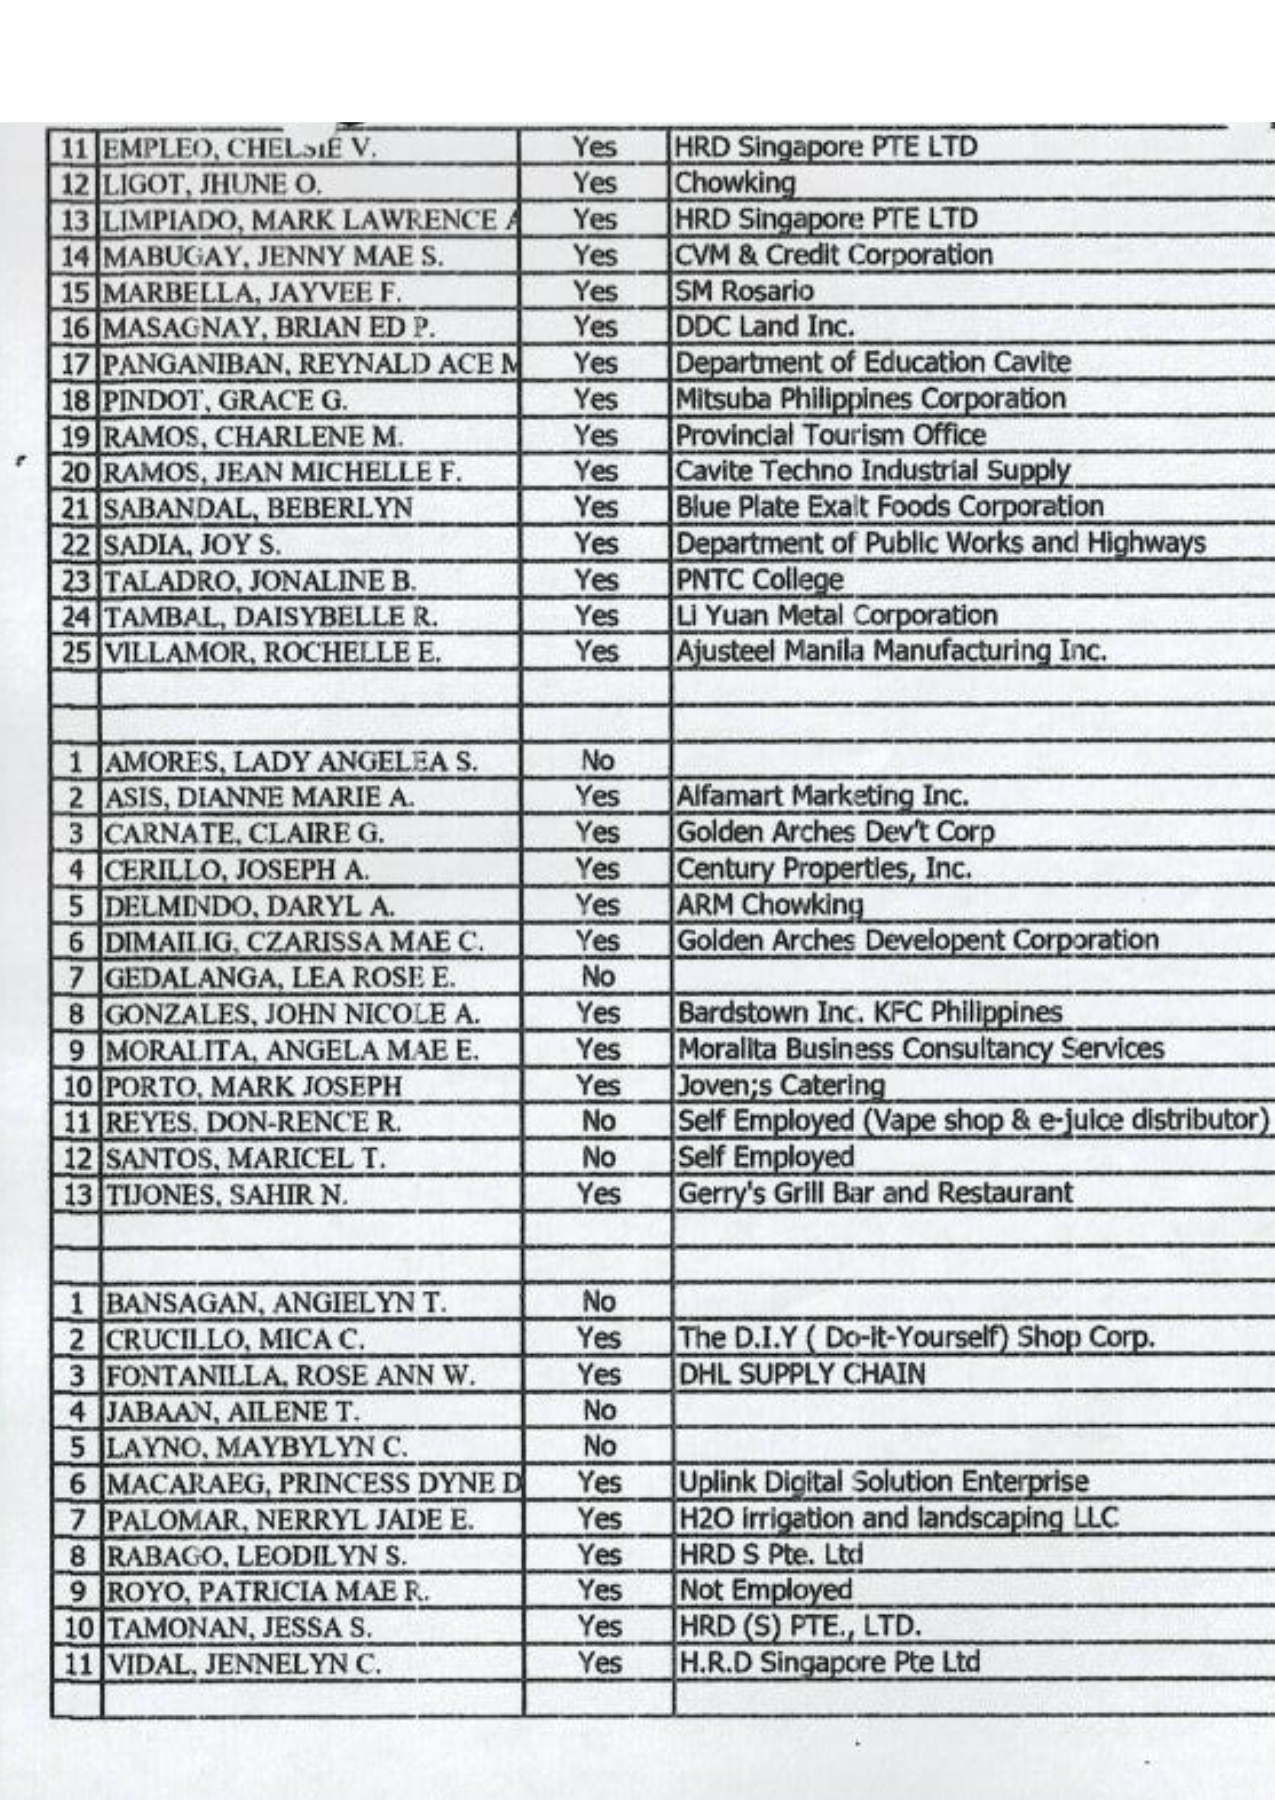 11 EMPLEO, CHELSIE V. Yes HRD Singapore PTE LTD
12 LIGOT, JHUNE O. Yes Chowking
13 LIMPIADO, MARK LAWRENCE A Yes HRD Singapore PTE LTD
14 MABUGAY, JENNY MAE S. Yes CVM & Credit Corporation
15 MARBELLA, JAYVEE F. Yes SM Rosario
16 MASAGNAY, BRIAN ED P. Yes DDC Land Inc.
17 PANGANIBAN, REYNALD ACE M Yes Department of Education Cavite
18 PINDOT, GRACE G. Yes Mitsuba Philippines Corporation
19 RAMOS, CHARLENE M. Yes Provincial Tourism Office
20 RAMOS, JEAN MICHELLE F. Yes Cavite Techno Industrial Supply
21 SABANDAL, BEBERLYN Yes Blue Plate Exalt Foods Corporation
22 SADIA, JOY S. Yes Department of Public Works and Highways
23 TALADRO, JONALINE B. Yes PNTC College
24 TAMBAL, DAISYBELLE R. Yes Li Yuan Metal Corporation
25 VILLAMOR, ROCHELLE E. Yes Ajusteel Manila Manufacturing Inc.
1 AMORES, LADY ANGELEA S. No
2 ASIS, DIANNE MARIE A. Yes Alfamart Marketing Inc.
3 CARNATE, CLAIRE G. Yes Golden Arches Dev't Corp
4 CERILLO, JOSEPH A. Yes Century Properties, Inc.
5 DELMINDO, DARYL A. Yes ARM Chowking
6 DIMAILIG, CZARISSA MAE C. Yes Golden Arches Developent Corporation
7 GEDALANGA, LEA ROSE E. No
8 GONZALES, JOHN NICOLE A. Yes Bardstown Inc. KFC Philippines
9 MORALITA, ANGELA MAE E. Yes Moralita Business Consultancy Services
10 PORTO, MARK JOSEPH Yes Joven;s Catering
11 REYES, DON-RENCE R. No Self Employed (Vape shop & e-juice distributor)
12 SANTOS, MARICEL T. No Self Employed
13 TIJONES, SAHIR N. Yes Gerry's Grill Bar and Restaurant
1 BANSAGAN, ANGIELYN T. No
2 CRUCILLO, MICA C. Yes The D.I.Y ( Do-it-Yourself) Shop Corp.
3 FONTANILLA, ROSE ANN W. Yes DHL SUPPLY CHAIN
4 JABAAN, AILENE T. No
5 LAYNO, MAYBYLYN C. No
6 MACARAEG, PRINCESS DYNE D Yes Uplink Digital Solution Enterprise
7 PALOMAR, NERRYL JADE E. Yes H2O irrigation and landscaping LLC
8 RABAGO, LEODILYN S. Yes HRD S Pte. Ltd
9 ROYO, PATRICIA MAE R. Yes Not Employed
10 TAMONAN, JESSA S. Yes HRD (S) PTE., LTD.
11 VIDAL, JENNELYN C. Yes H.R.D Singapore Pte Ltd